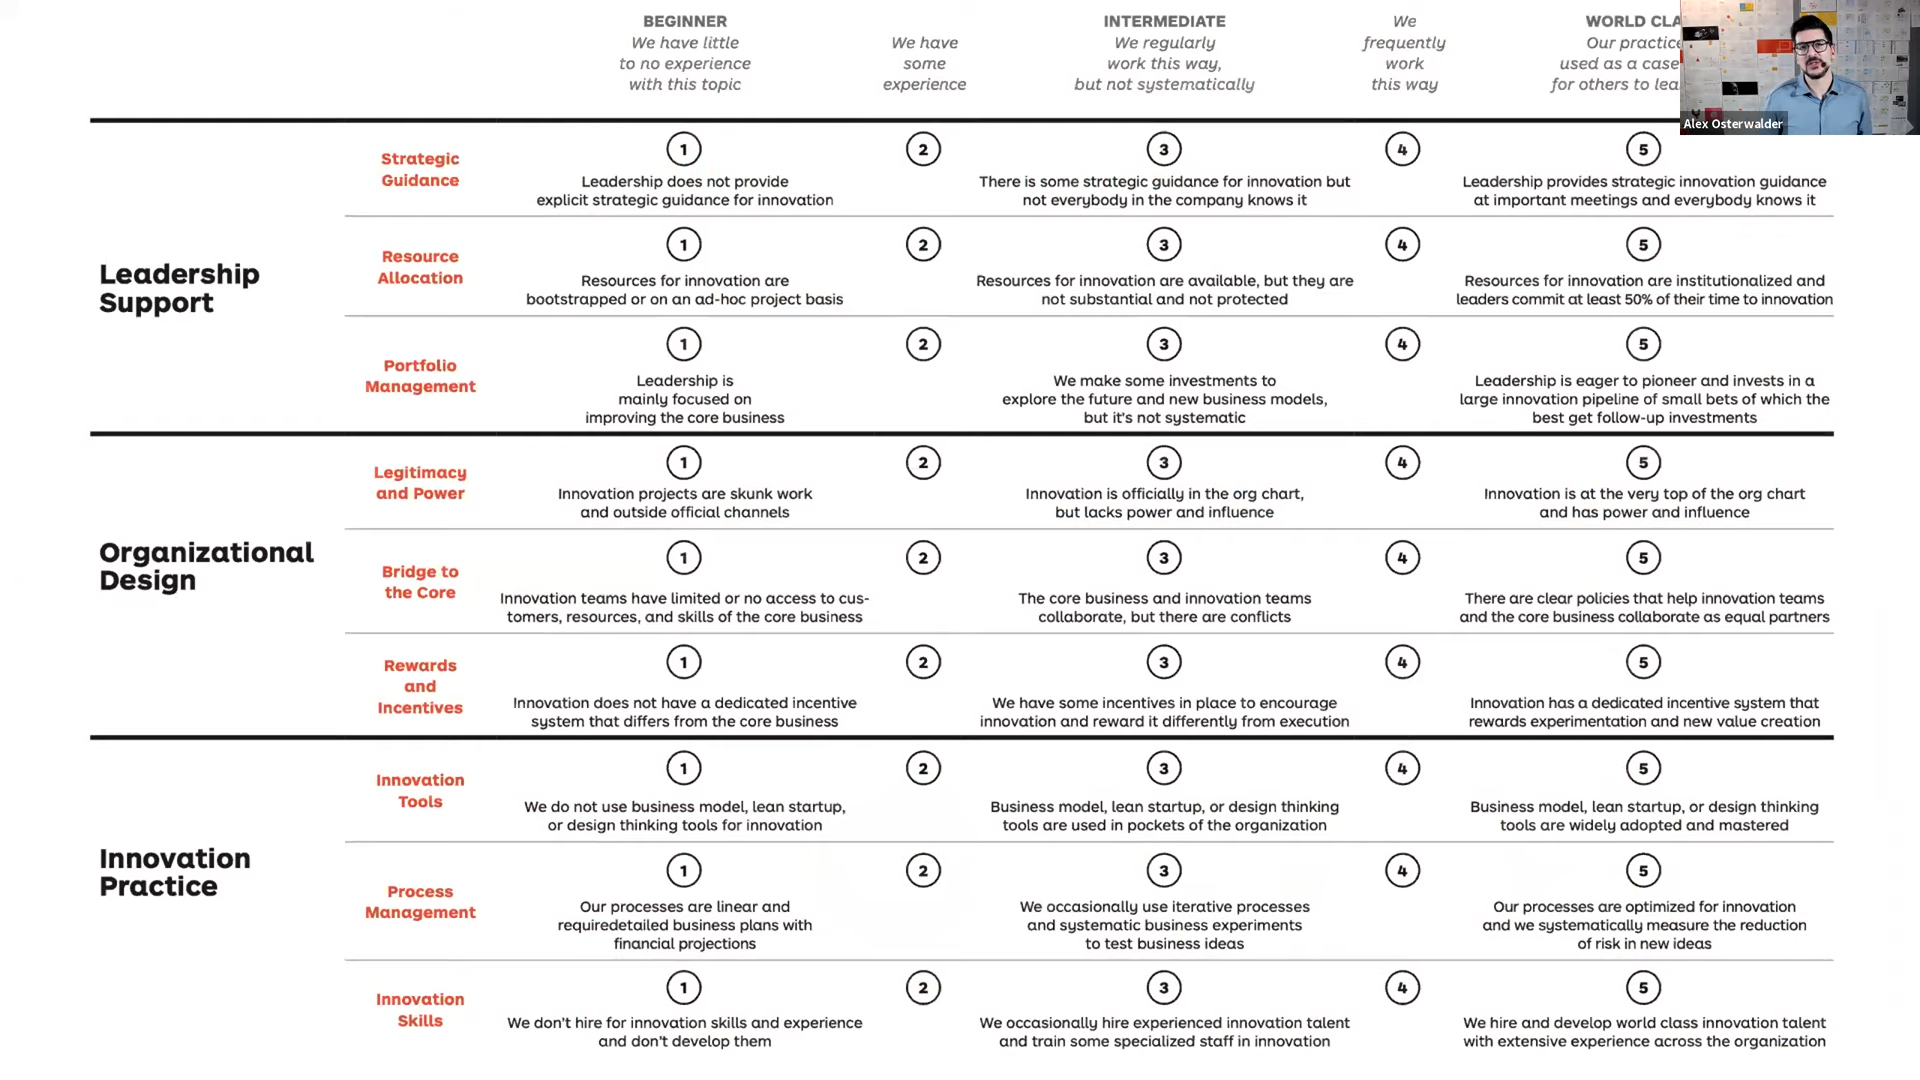 BEGINNER
We have little
to no experience
with this topic
We have
some
experience
INTERMEDIATE
We regularly
work this way,
but not systematically
We
frequently
work
this way
WORLD CLA
Our practice
used as a case
for others to lea
Alex Osterwalder
Leadership
Support
Strategic
Guidance
1
Leadership does not provide
explicit strategic guidance for innovation
2
3
There is some strategic guidance for innovation but
not everybody in the company knows it
4
5
Leadership provides strategic innovation guidance
at important meetings and everybody knows it
Resource
Allocation
1
Resources for innovation are
bootstrapped or on an ad-hoc project basis
2
3
Resources for innovation are available, but they are
not substantial and not protected
4
5
Resources for innovation are institutionalized and
leaders commit at least 50% of their time to innovation
Portfolio
Management
1
Leadership is
mainly focused on
improving the core business
2
3
We make some investments to
explore the future and new business models,
but it's not systematic
4
5
Leadership is eager to pioneer and invests in a
large innovation pipeline of small bets of which the
best get follow-up investments
Organizational
Design
Legitimacy
and Power
1
Innovation projects are skunk work
and outside official channels
2
3
Innovation is officially in the org chart,
but lacks power and influence
4
5
Innovation is at the very top of the org chart
and has power and influence
Bridge to
the Core
1
Innovation teams have limited or no access to cus-
tomers, resources, and skills of the core business
2
3
The core business and innovation teams
collaborate, but there are conflicts
4
5
There are clear policies that help innovation teams
and the core business collaborate as equal partners
Rewards
and
Incentives
1
Innovation does not have a dedicated incentive
system that differs from the core business
2
3
We have some incentives in place to encourage
innovation and reward it differently from execution
4
5
Innovation has a dedicated incentive system that
rewards experimentation and new value creation
Innovation
Practice
Innovation
Tools
1
We do not use business model, lean startup,
or design thinking tools for innovation
2
3
Business model, lean startup, or design thinking
tools are used in pockets of the organization
4
5
Business model, lean startup, or design thinking
tools are widely adopted and mastered
Process
Management
1
Our processes are linear and
requiredetailed business plans with
financial projections
2
3
We occasionally use iterative processes
and systematic business experiments
to test business ideas
4
5
Our processes are optimized for innovation
and we systematically measure the reduction
of risk in new ideas
Innovation
Skills
1
We don't hire for innovation skills and experience
and don't develop them
2
3
We occasionally hire experienced innovation talent
and train some specialized staff in innovation
4
5
We hire and develop world class innovation talent
with extensive experience across the organization